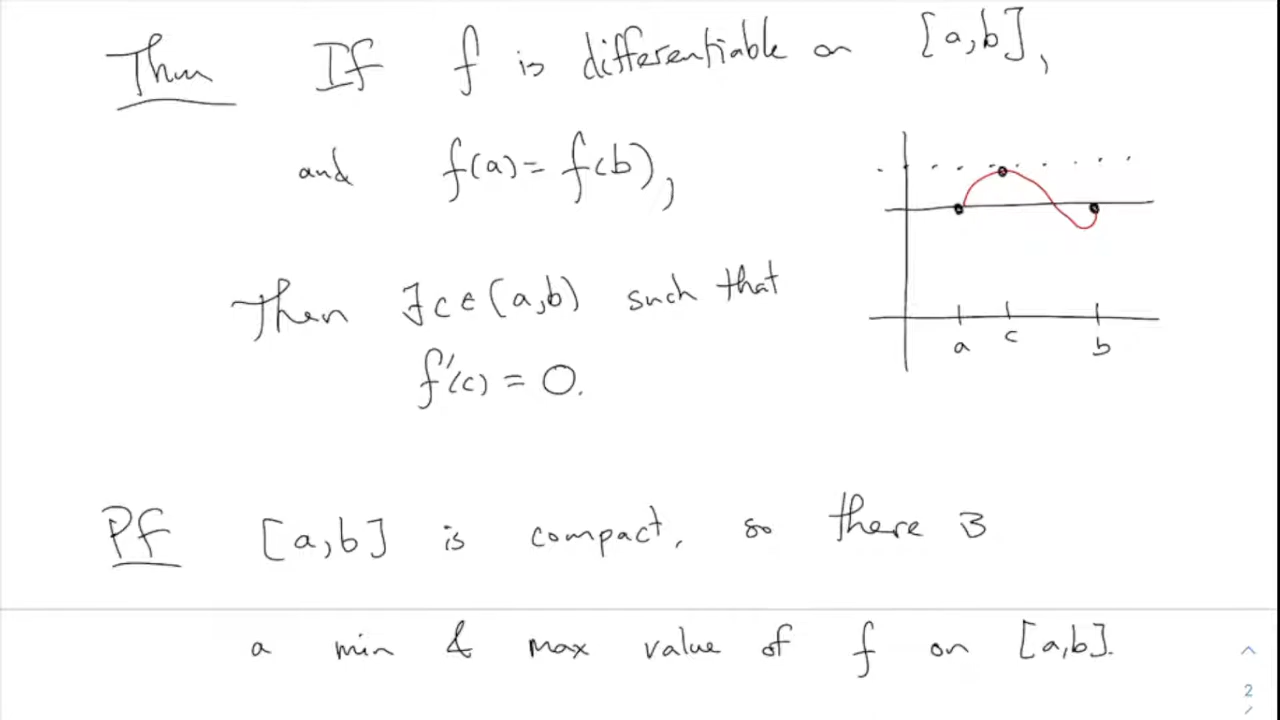 Thm If f is differentiable on [a,b],
and f(a) = f(b),
Then ∃ c ∈ (a,b) such that
f'(c) = 0.
a c b
Pf [a,b] is compact, so there is
a min & max value of f on [a,b].
2